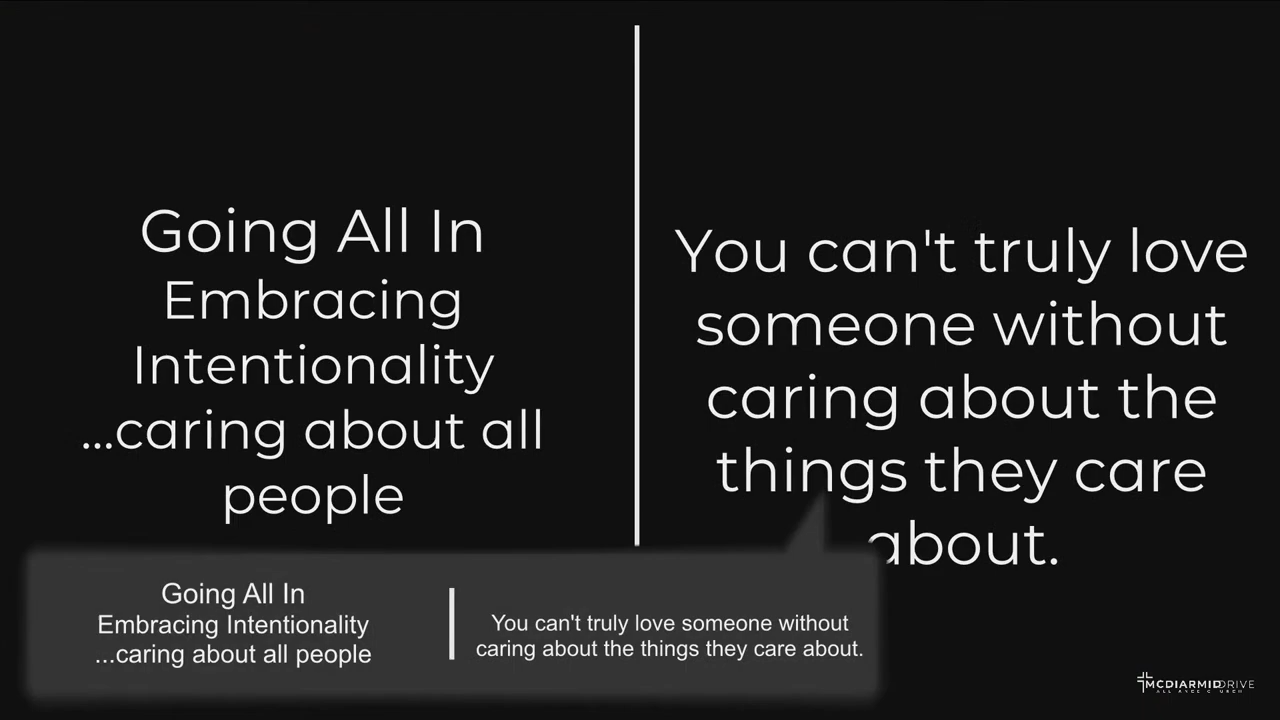 Going All In
Embracing
Intentionality
...caring about all
people
You can't truly love
someone without
caring about the
things they care
about.
Going All In
Embracing Intentionality
...caring about all people
You can't truly love someone without
caring about the things they care about.
MCDIARMIDDRIVE